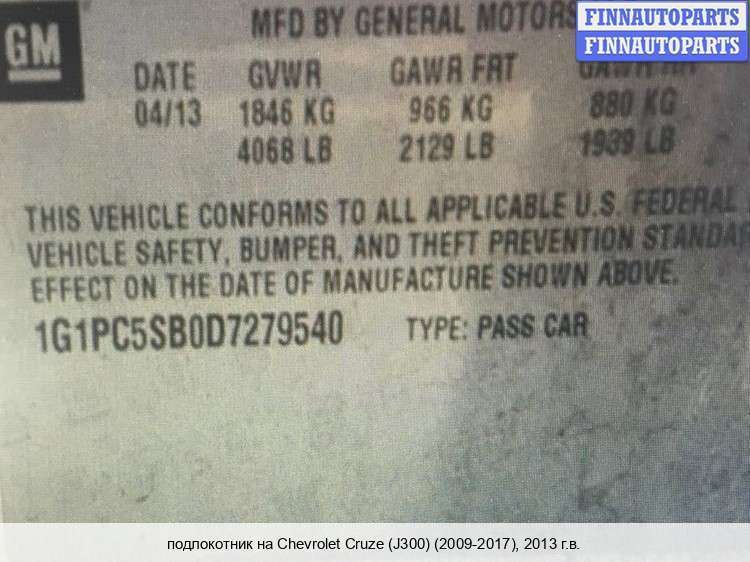 GM
MFD BY GENERAL MOTORS
FINNAUTOPARTS
FINNAUTOPARTS
DATE GVWR GAWR FRT GAWR RR
04/13 1846 KG 966 KG 880 KG
4068 LB 2129 LB 1939 LB
THIS VEHICLE CONFORMS TO ALL APPLICABLE U.S. FEDERAL
VEHICLE SAFETY, BUMPER, AND THEFT PREVENTION STANDAR
EFFECT ON THE DATE OF MANUFACTURE SHOWN ABOVE.
1G1PC5SB0D7279540 TYPE: PASS CAR
подлокотник на Chevrolet Cruze (J300) (2009-2017), 2013 г.в.